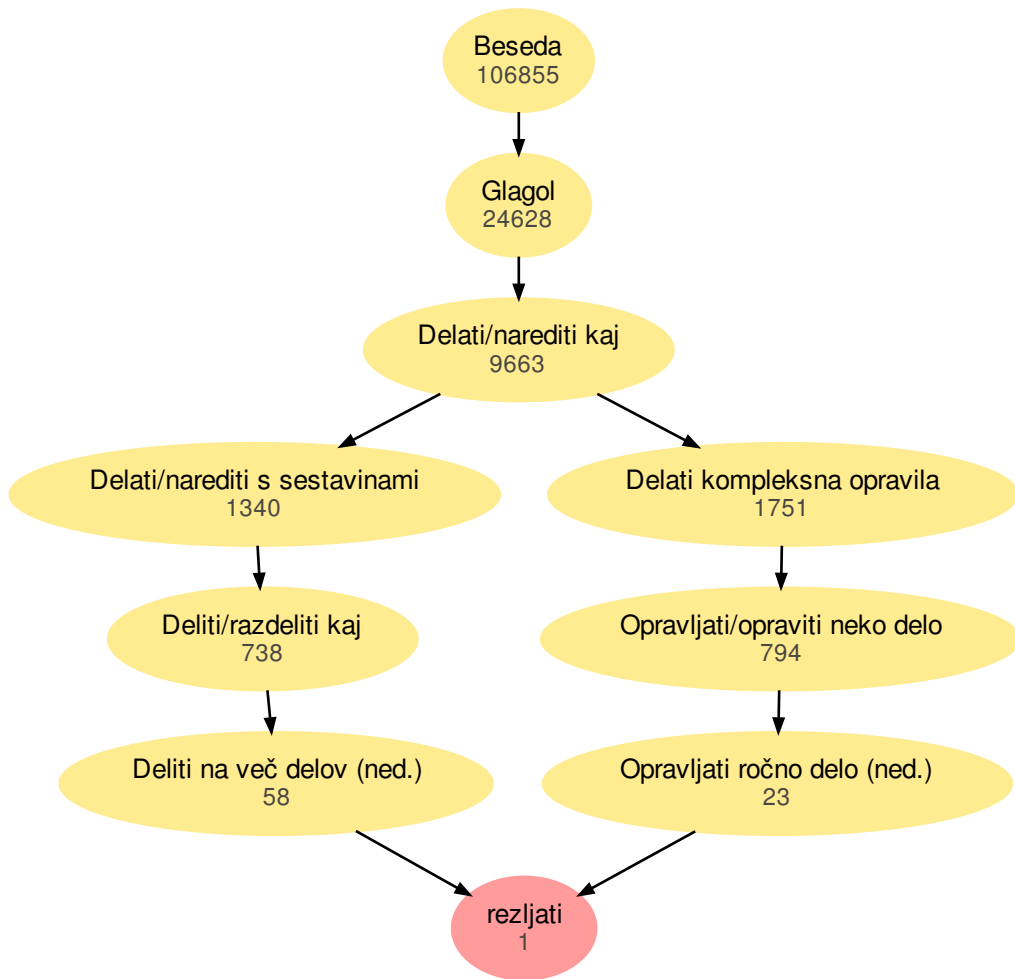 Beseda
106855
Glagol
24628
Delati/narediti kaj
9663
Delati/narediti s sestavinami
1340
Delati kompleksna opravila
1751
Deliti/razdeliti kaj
738
Opravljati/opraviti neko delo
794
Deliti na več delov (ned.)
58
Opravljati ročno delo (ned.)
23
rezljati
1